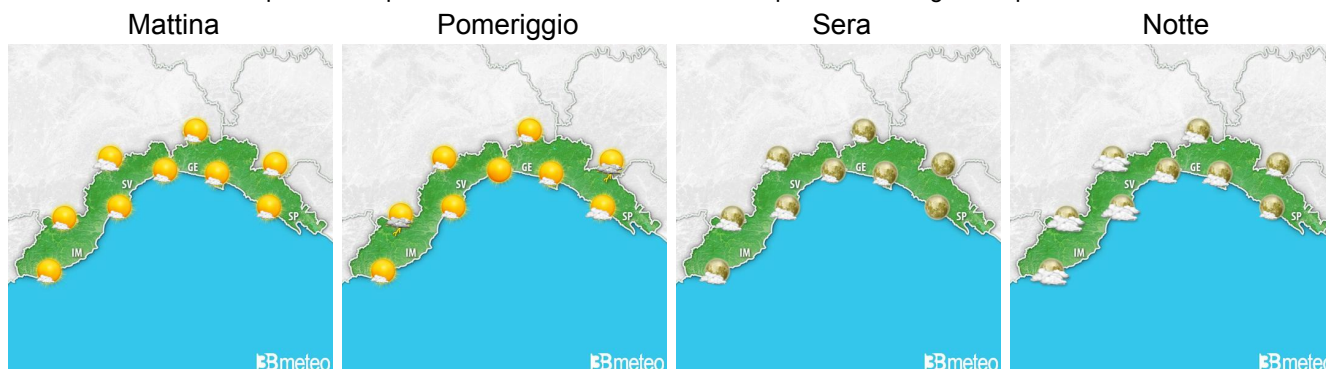 Mattina Pomeriggio Sera Notte
GE
SV
IM
SP
3Bmeteo
GE
SV
IM
SP
3Bmeteo
GE
SV
IM
SP
3Bmeteo
GE
SV
IM
SP
3Bmeteo